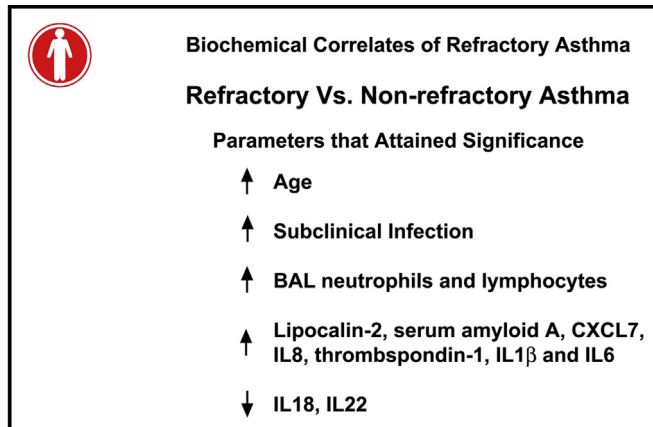 Biochemical Correlates of Refractory Asthma
Refractory Vs. Non-refractory Asthma
Parameters that Attained Significance
↑ Age
↑ Subclinical Infection
↑ BAL neutrophils and lymphocytes
↑ Lipocalin-2, serum amyloid A, CXCL7,
IL8, thrombspondin-1, IL1β and IL6
↓ IL18, IL22